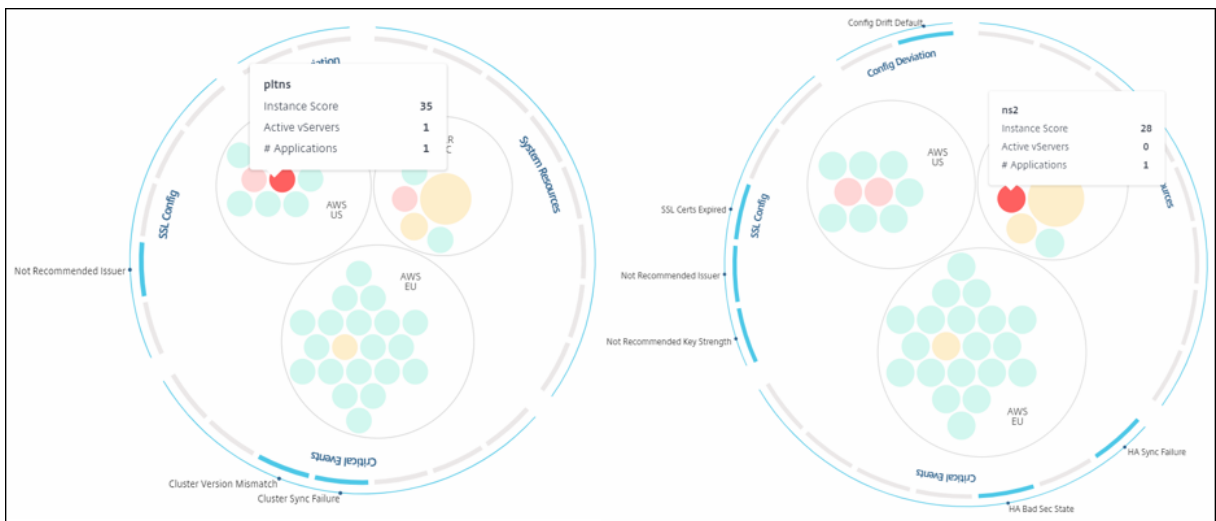 ation
pltns
Instance Score 35
Active vServers 1
# Applications 1
R
C
System Resources
SSL Config
AWS
US
Not Recommended Issuer
AWS
EU
Critical Events
Cluster Version Mismatch
Cluster Sync Failure
Config Drift Default
Config Deviation
ns2
Instance Score 28
Active vServers 0
# Applications 1
AWS
US
urces
SSL Certs Expired
SSL Config
Not Recommended Issuer
Not Recommended Key Strength
AWS
EU
HA Sync Failure
Critical Events
HA Bad Sec State